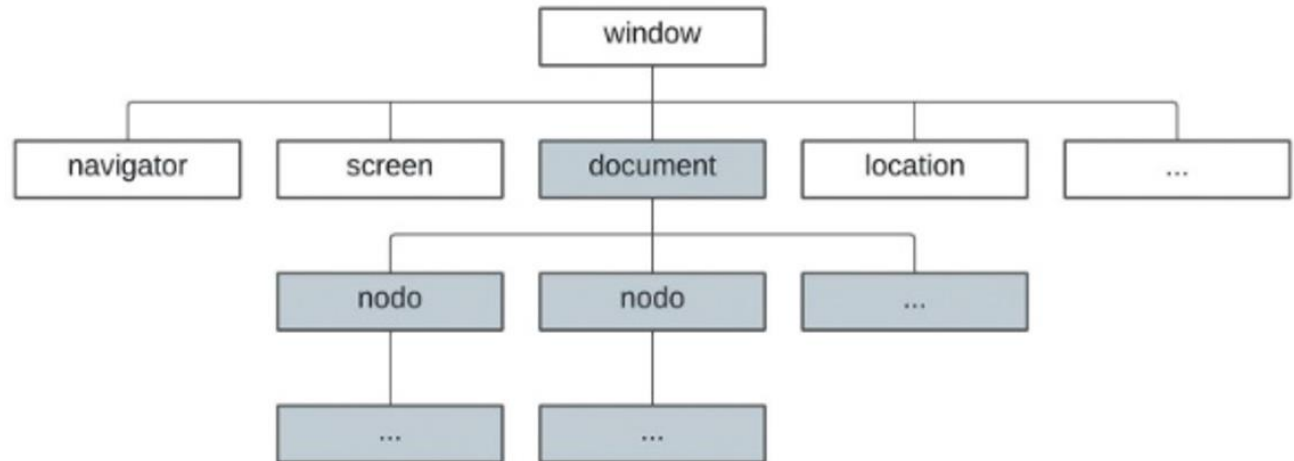 window
navigator
screen
document
location
...
nodo
nodo
...
...
...